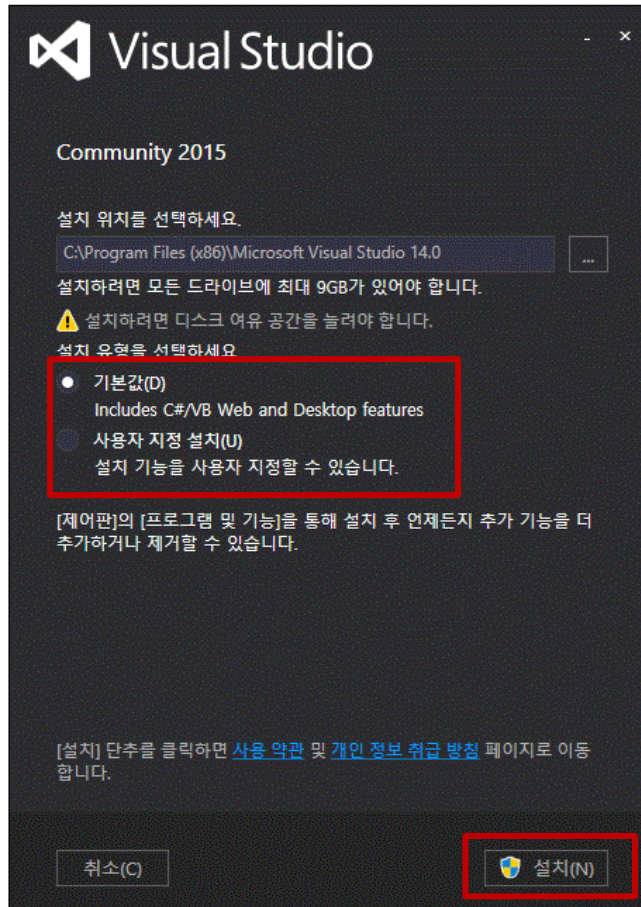 Visual Studio
Community 2015
설치 위치를 선택하세요.
C:\Program Files (x86)\Microsoft Visual Studio 14.0
...
설치하려면 모든 드라이브에 최대 9GB가 있어야 합니다.
설치하려면 디스크 여유 공간을 늘려야 합니다.
설치 유형을 선택하세요
기본값(D)
Includes C#/VB Web and Desktop features
사용자 지정 설치(U)
설치 기능을 사용자 지정할 수 있습니다.
[제어판]의 [프로그램 및 기능]을 통해 설치 후 언제든지 추가 기능을 더
추가하거나 제거할 수 있습니다.
[설치] 단추를 클릭하면 사용 약관 및 개인 정보 취급 방침 페이지로 이동
합니다.
취소(C)
설치(N)